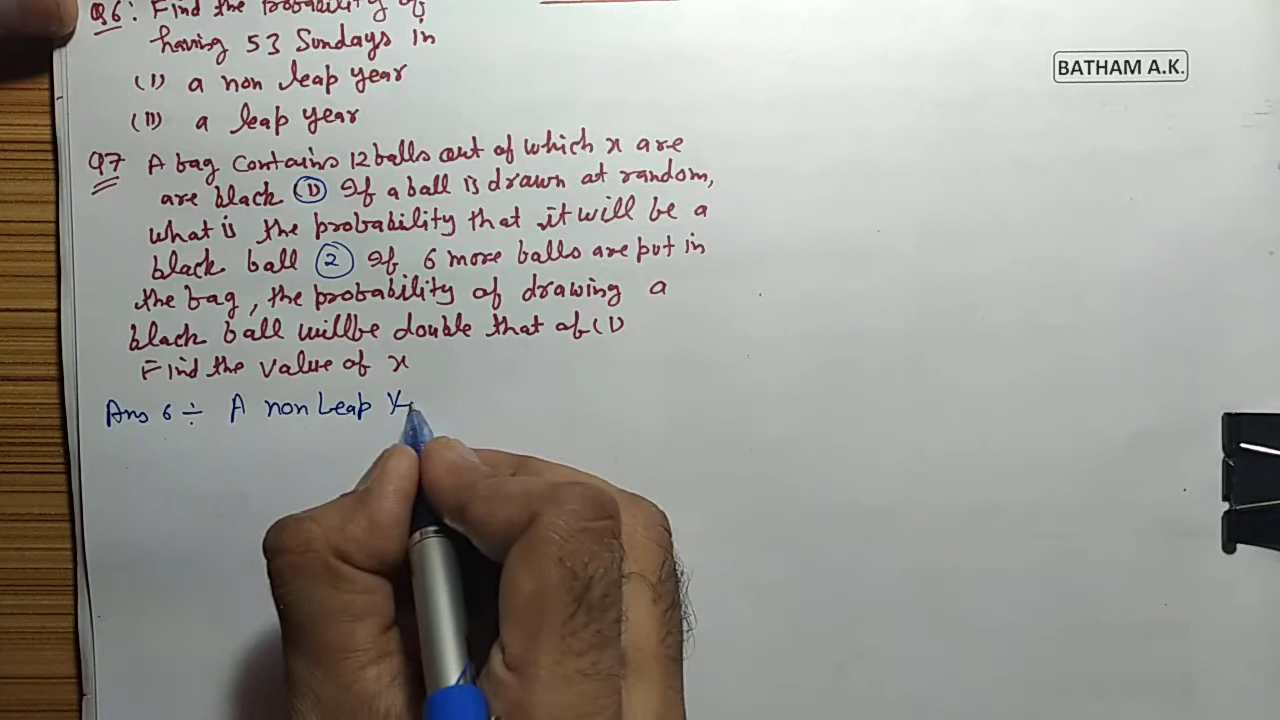 Q6: Find the probability of
having 53 Sundays in
(I) a non leap year
(II) a leap year
BATHAM A.K.
Q7 A bag contains 12 balls out of which x are
are black (1) If a ball is drawn at random,
what is the probability that it will be a
black ball (2) If 6 more balls are put in
the bag, the probability of drawing a
black ball will be double that of (1)
Find the value of x
Ans 6 ÷ A non Leap Y